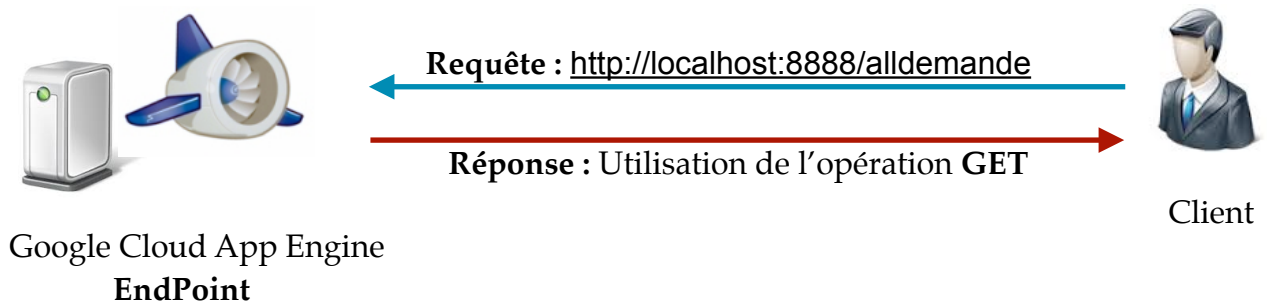 Requête : http://localhost:8888/alldemande
Réponse : Utilisation de l’opération GET
Client
Google Cloud App Engine
EndPoint